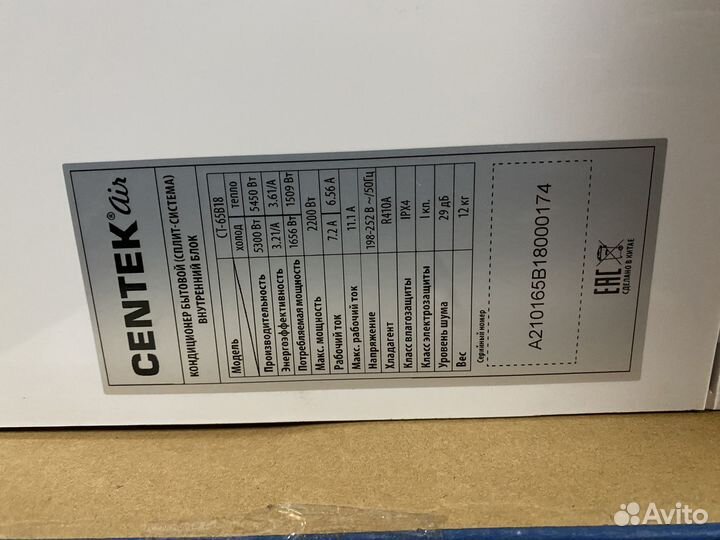 CENTEK® air
КОНДИЦИОНЕР БЫТОВОЙ (СПЛИТ-СИСТЕМА)
ВНУТРЕННИЙ БЛОК
Модель CT-65B18
холод тепло
Производительность 5300 Вт 5450 Вт
Энергоэффективность 3.21/A 3.61/A
Потребляемая мощность 1656 Вт 1509 Вт
Макс. мощность 2200 Вт
Рабочий ток 7.2 А 6.56 А
Макс. рабочий ток 11.1 А
Напряжение 198-252 В ~/50Гц
Хладагент R410A
Класс влагозащиты IPX4
Класс электрозащиты I кл.
Уровень шума 29 дБ
Вес 12 кг
Серийный номер
A210165B18000174
EAC
СДЕЛАНО В КИТАЕ
Avito